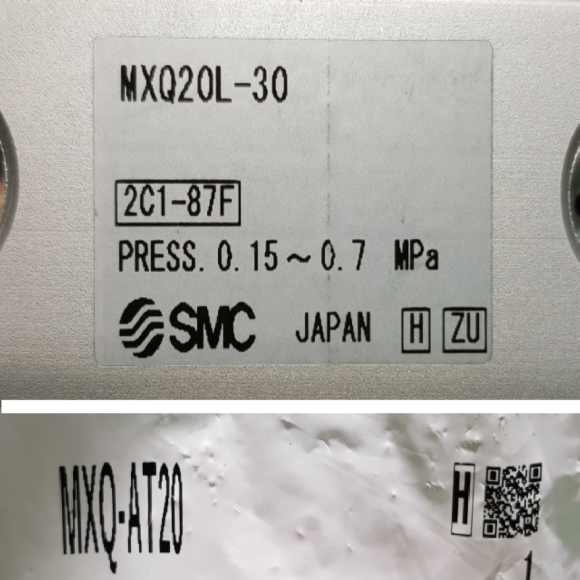 MXQ20L-30
2C1-87F
PRESS. 0.15～0.7 MPa
SMC JAPAN H ZU
MXQ-AT20 H
1